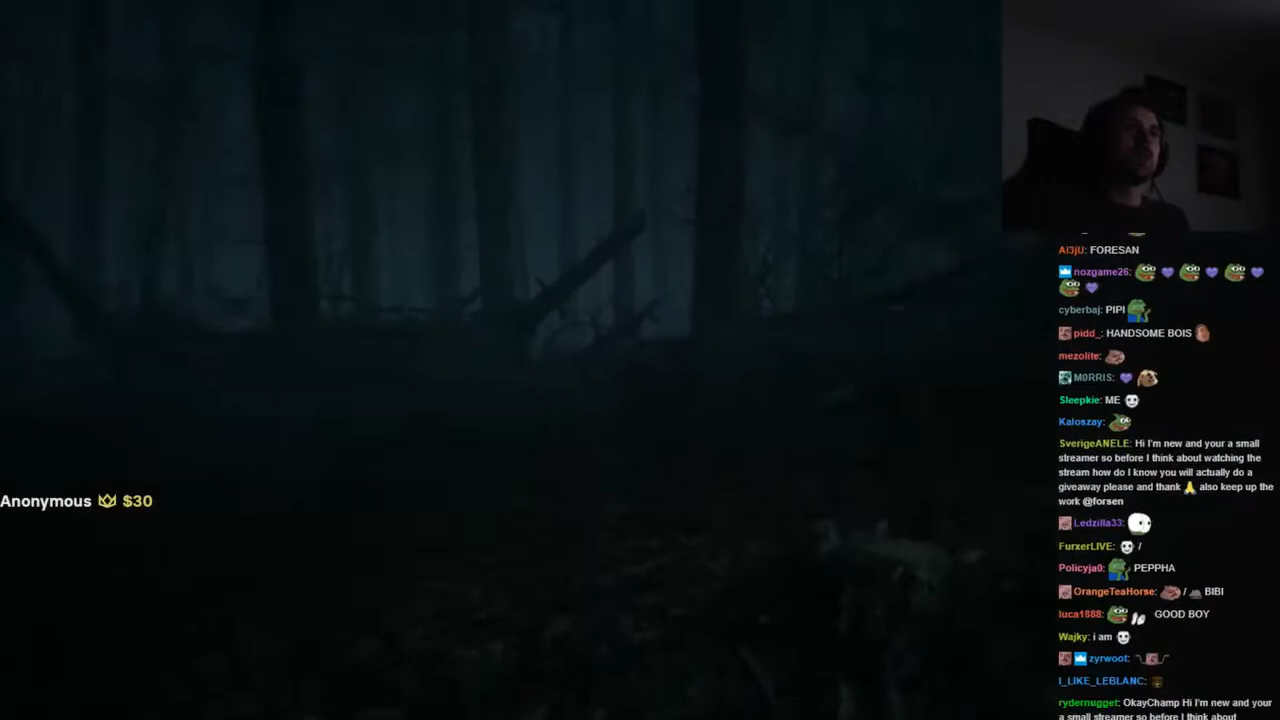 Al3jU: FORESAN
nozgame26:
cyberbaj: PIPI
pidd_: HANDSOME BOIS
mezolite:
M0RRIS:
Sleepkie: ME
Kaloszay:
SverigeANELE: Hi I'm new and your a small
streamer so before I think about watching the
stream how do I know you will actually do a
giveaway please and thank also keep up the
work @forsen
Anonymous $30
Ledzilla33:
FurxerLIVE: /
Policyja0: PEPPHA
OrangeTeaHorse: / BIBI
luca1888: GOOD BOY
Wajky: i am
zyrwoot:
I_LIKE_LEBLANC:
rydernugget: OkayChamp Hi I'm new and your
a small streamer so before I think about